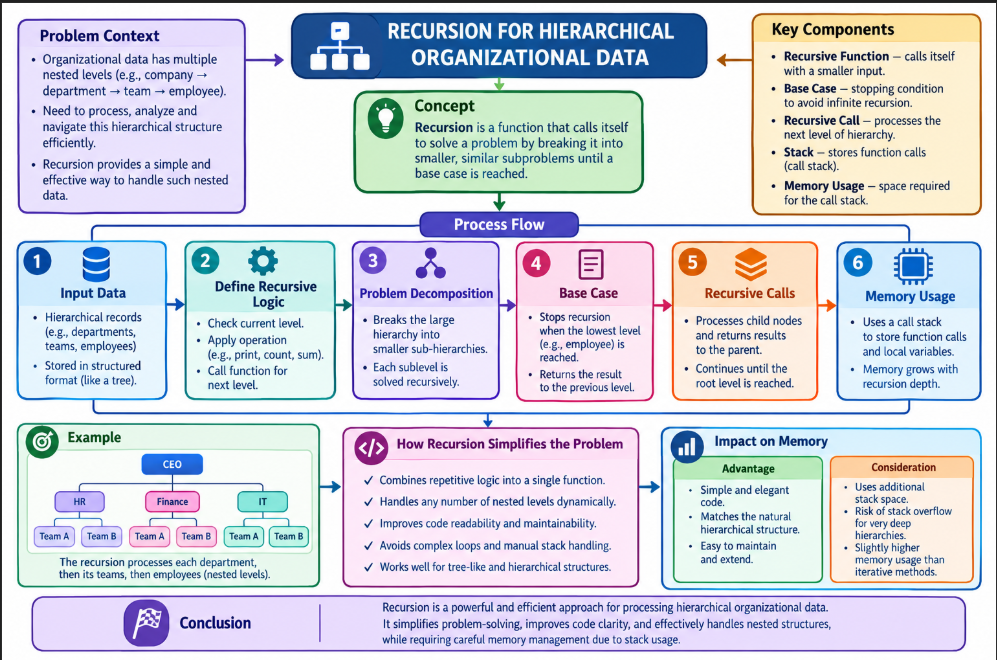 RECURSION FOR HIERARCHICAL
ORGANIZATIONAL DATA
Problem Context
• Organizational data has multiple
nested levels (e.g., company →
department → team → employee).
• Need to process, analyze and
navigate this hierarchical structure
efficiently.
• Recursion provides a simple and
effective way to handle such nested
data.
Concept
Recursion is a function that calls itself
to solve a problem by breaking it into
smaller, similar subproblems until a
base case is reached.
Key Components
• Recursive Function — calls itself
with a smaller input.
• Base Case — stopping condition
to avoid infinite recursion.
• Recursive Call — processes the
next level of hierarchy.
• Stack — stores function calls
(call stack).
• Memory Usage — space required
for the call stack.
Process Flow
1
Input Data
• Hierarchical records
(e.g., departments,
teams, employees)
• Stored in structured
format (like a tree).
2
Define Recursive
Logic
• Check current level.
• Apply operation
(e.g., print, count, sum).
• Call function for
next level.
3
Problem Decomposition
• Breaks the large
hierarchy into
smaller sub-hierarchies.
• Each sublevel is
solved recursively.
4
Base Case
• Stops recursion
when the lowest level
(e.g., employee) is
reached.
• Returns the result
to the previous level.
5
Recursive Calls
• Processes child nodes
and returns results
to the parent.
• Continues until the
root level is reached.
6
Memory Usage
• Uses a call stack
to store function calls
and local variables.
• Memory grows with
recursion depth.
Example
CEO
HR Finance IT
Team A Team B Team A Team B Team A Team B
The recursion processes each department,
then its teams, then employees (nested levels).
</> How Recursion Simplifies the Problem
✓ Combines repetitive logic into a single function.
✓ Handles any number of nested levels dynamically.
✓ Improves code readability and maintainability.
✓ Avoids complex loops and manual stack handling.
✓ Works well for tree-like and hierarchical structures.
Impact on Memory
Advantage
• Simple and elegant
code.
• Matches the natural
hierarchical structure.
• Easy to maintain
and extend.
Consideration
• Uses additional
stack space.
• Risk of stack overflow
for very deep
hierarchies.
• Slightly higher
memory usage than
iterative methods.
Conclusion
Recursion is a powerful and efficient approach for processing hierarchical organizational data.
It simplifies problem-solving, improves code clarity, and effectively handles nested structures,
while requiring careful memory management due to stack usage.